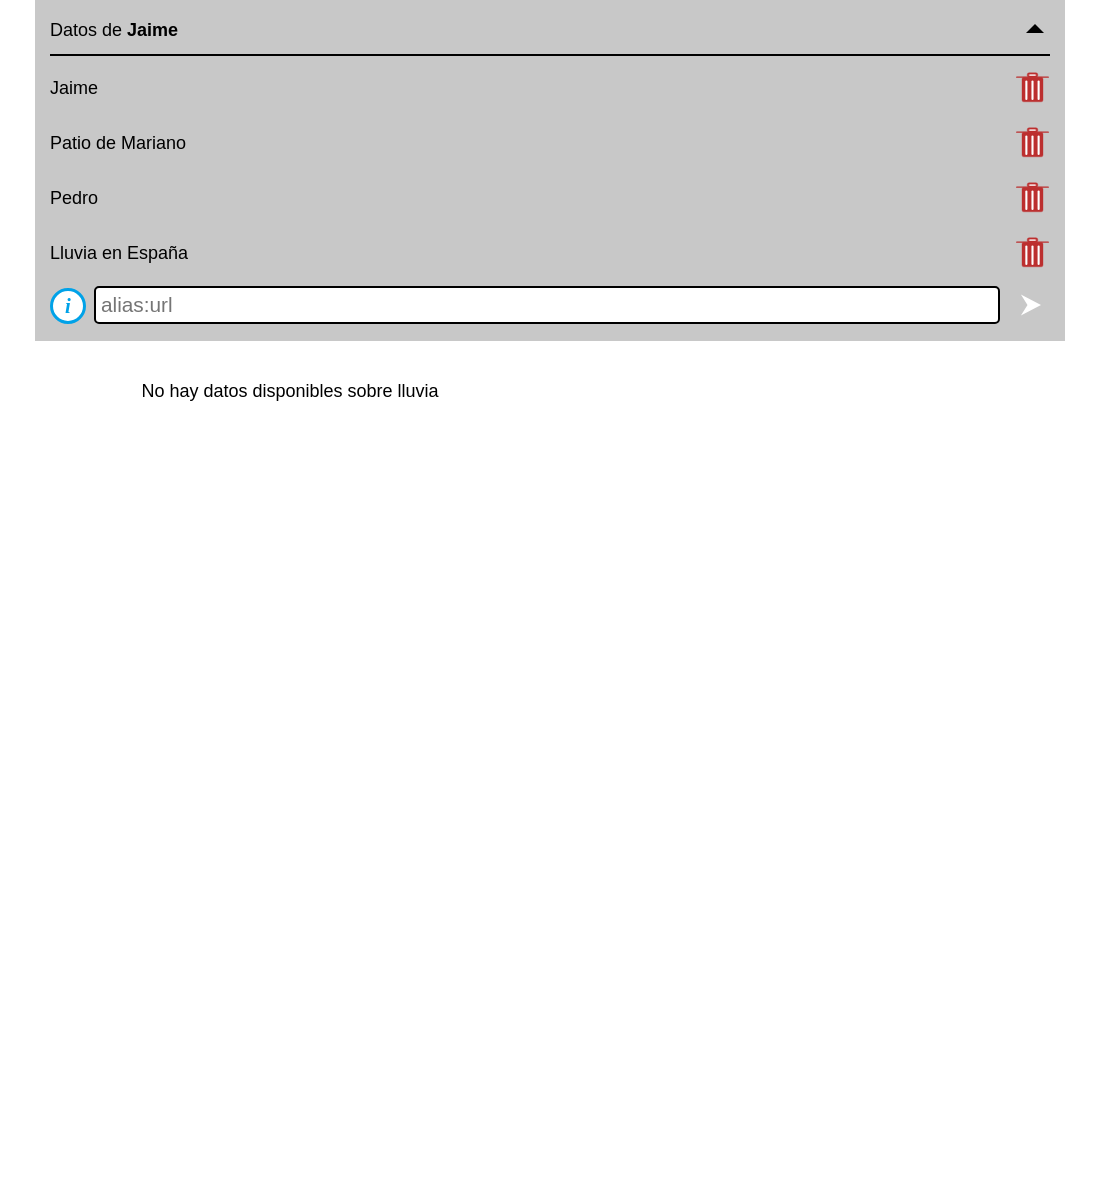 Datos de Jaime
Jaime
Patio de Mariano
Pedro
Lluvia en España
i alias:url
No hay datos disponibles sobre lluvia